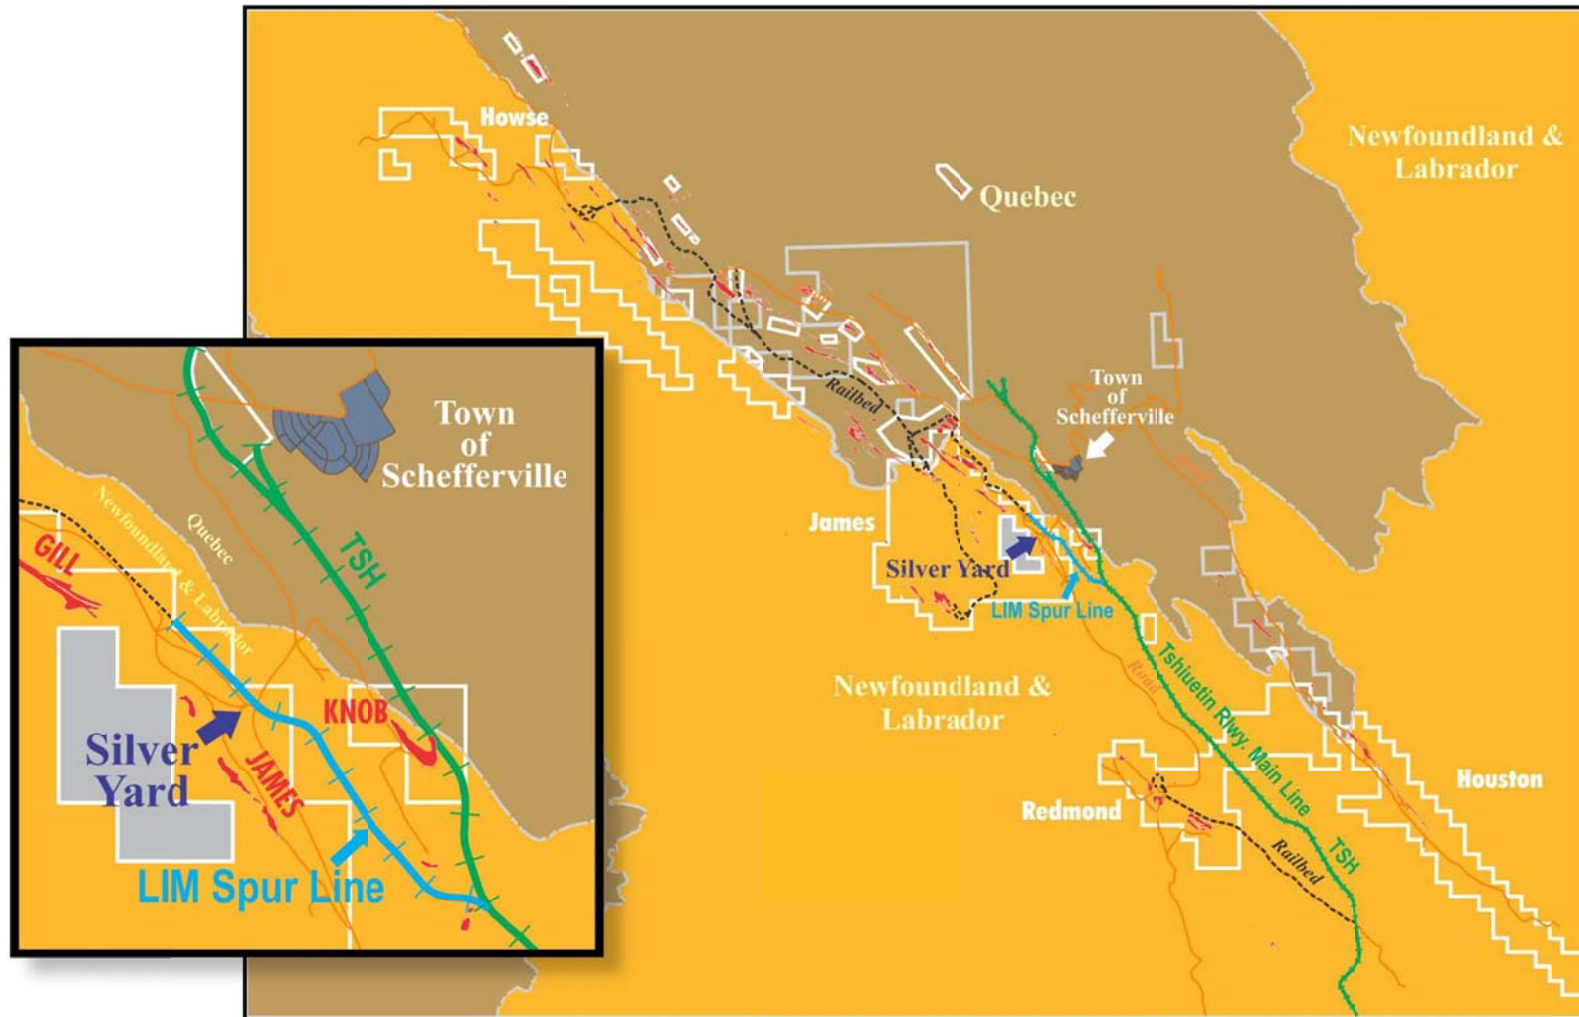 Howse
Newfoundland &
Labrador
Quebec
Railbed
Town
of
Schefferville
Road
James
Silver Yard
LIM Spur Line
Newfoundland &
Labrador
Road
Tshiuetin Rlwy. Main Line
TSH
Redmond
Railbed
Houston
Town
of
Schefferville
Newfoundland & Labrador
Quebec
TSH
GILL
KNOB
Silver
Yard
JAMES
LIM Spur Line